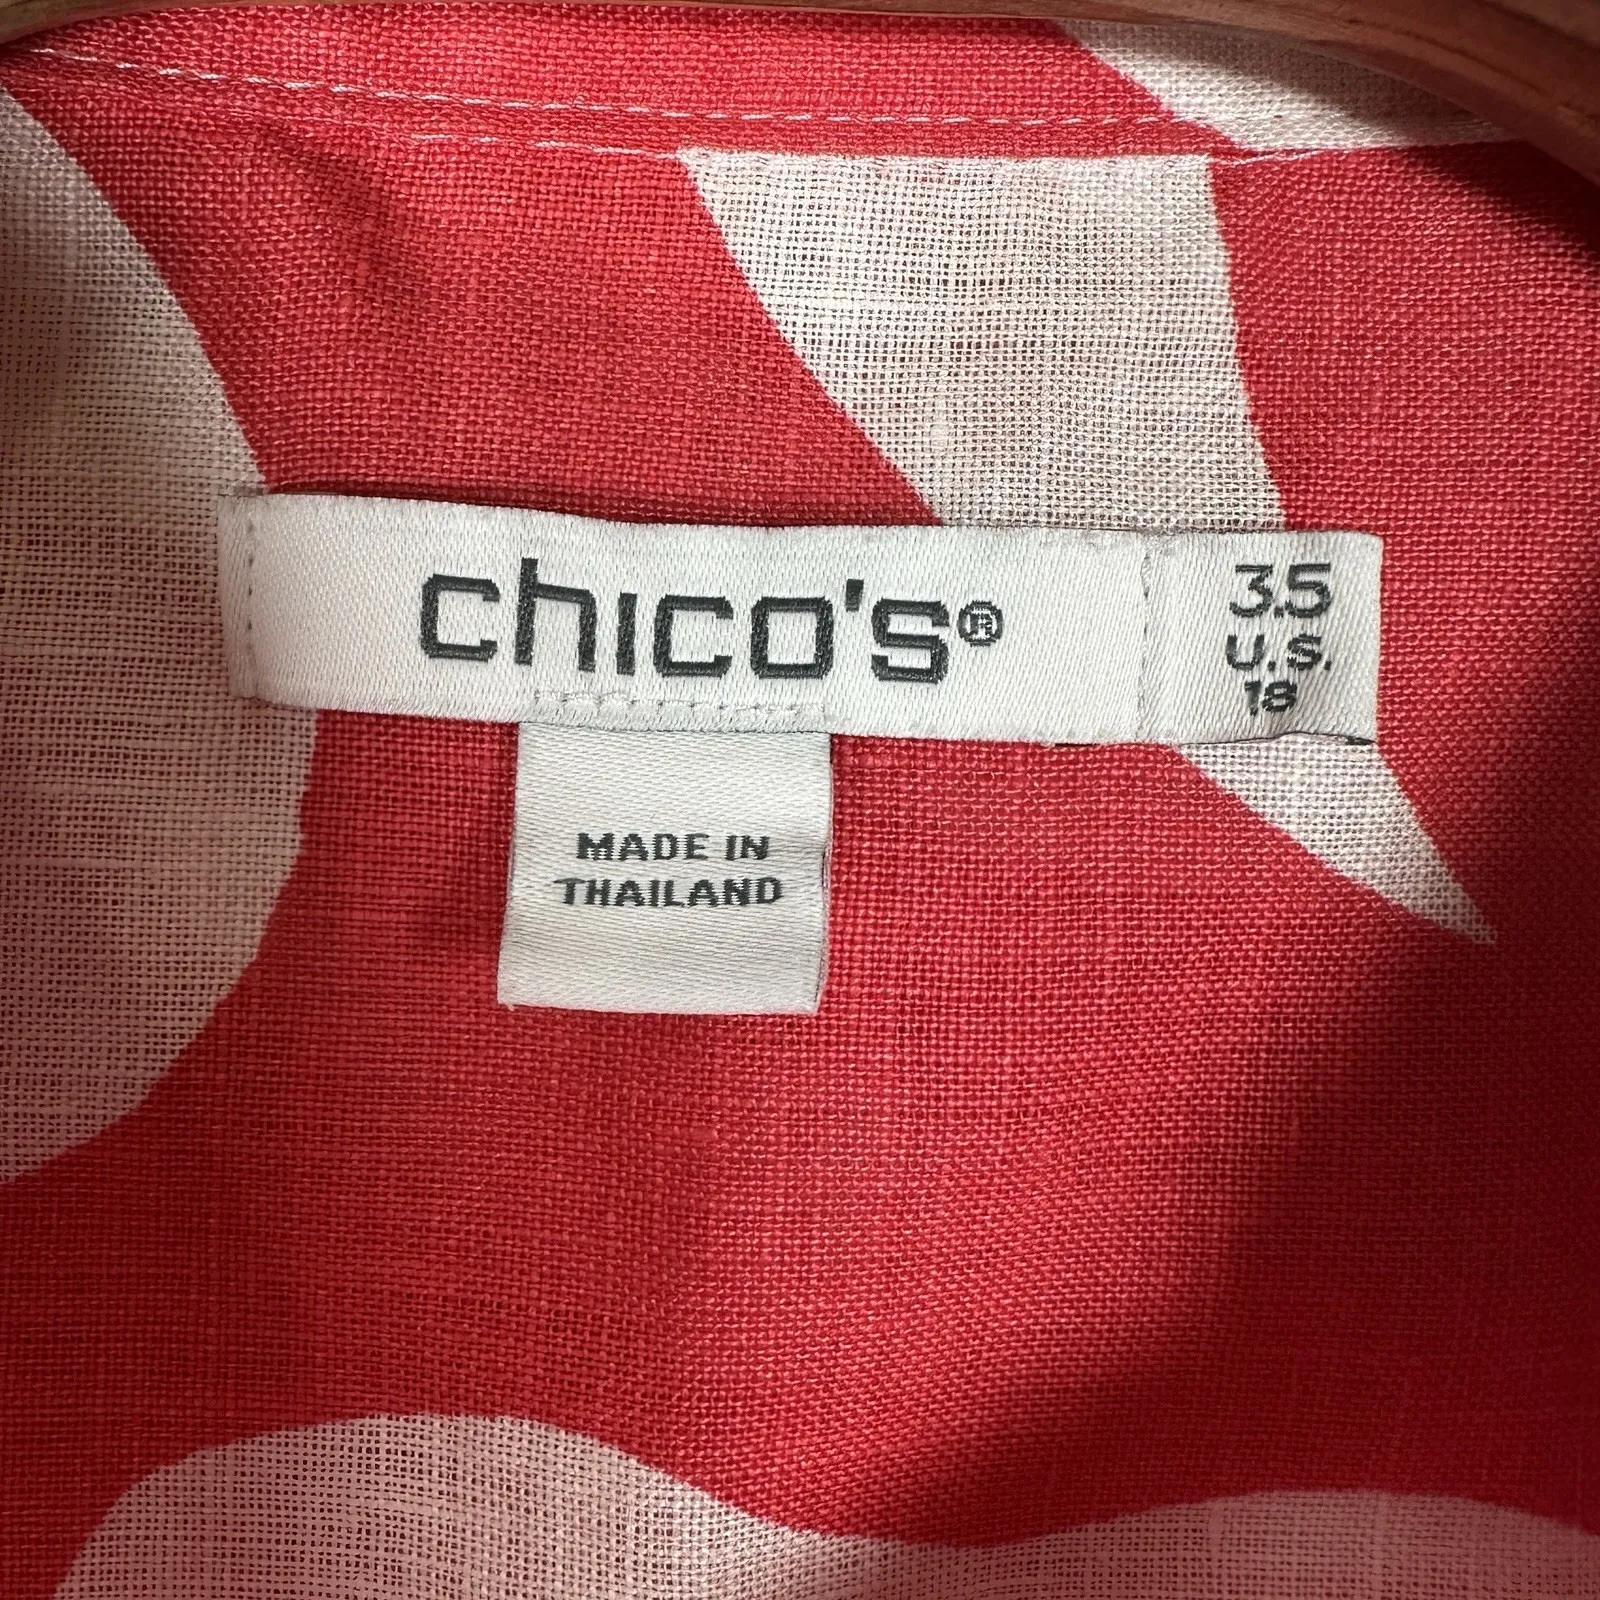 chico's®
3.5
U.S.
18
MADE IN
THAILAND